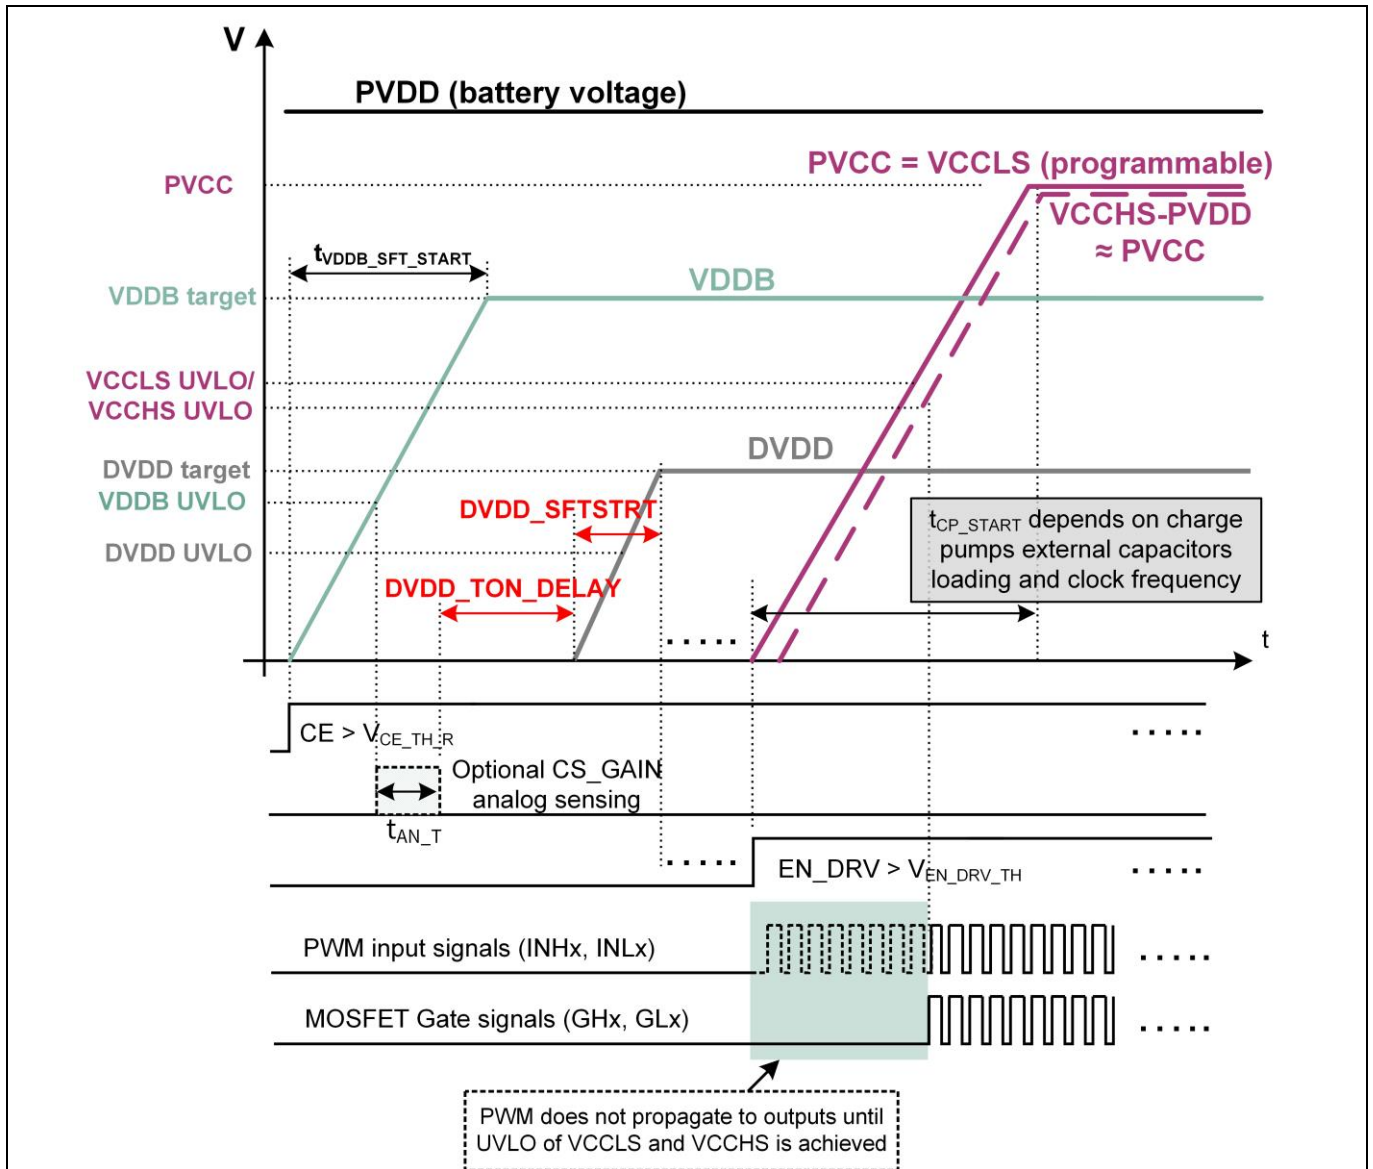 V
PVDD (battery voltage)
PVCC = VCCLS (programmable)
PVCC
VCCHS-PVDD
≈ PVCC
tVDDB_SFT_START
VDDB
VDDB target
VCCLS UVLO/
VCCHS UVLO
DVDD
DVDD target
VDDB UVLO
DVDD_SFTSTRT
DVDD UVLO
DVDD_TON_DELAY
tCP_START depends on charge
pumps external capacitors
loading and clock frequency
.....
t
CE > VCE_TH_R
.....
Optional CS_GAIN
analog sensing
tAN_T
.....
EN_DRV > VEN_DRV_TH
.....
PWM input signals (INHx, INLx)
.....
MOSFET Gate signals (GHx, GLx)
.....
PWM does not propagate to outputs until
UVLO of VCCLS and VCCHS is achieved